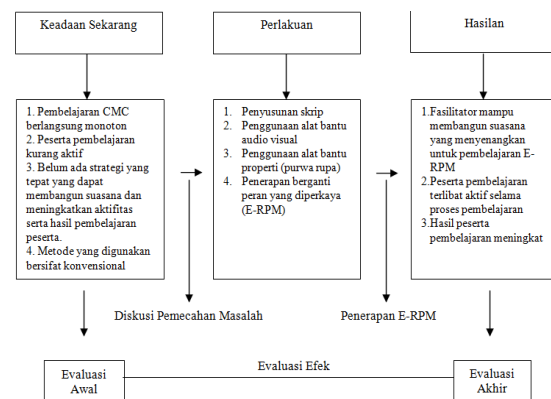 Keadaan Sekarang
Perlakuan
Hasilan
1. Pembelajaran CMC
berlangsung monoton
2. Peserta pembelajaran
kurang aktif
3. Belum ada strategi yang
tepat yang dapat
membangun suasana dan
meningkatkan aktifitas
serta hasil pembelajaran
peserta.
4. Metode yang digunakan
bersifat konvensional
1. Penyusunan skrip
2. Penggunaan alat bantu
audio visual
3. Penggunaan alat bantu
properti (purwa rupa)
4. Penerapan berganti
peran yang diperkaya
(E-RPM)
1.Fasilitator mampu
membangun suasana
yang menyenangkan
untuk pembelajaran E-
RPM
2.Peserta pembelajaran
terlibat aktif selama
proses pembelajaran
3.Hasil peserta
pembelajaran meningkat
Diskusi Pemecahan Masalah
Penerapan E-RPM
Evaluasi
Awal
Evaluasi Efek
Evaluasi
Akhir